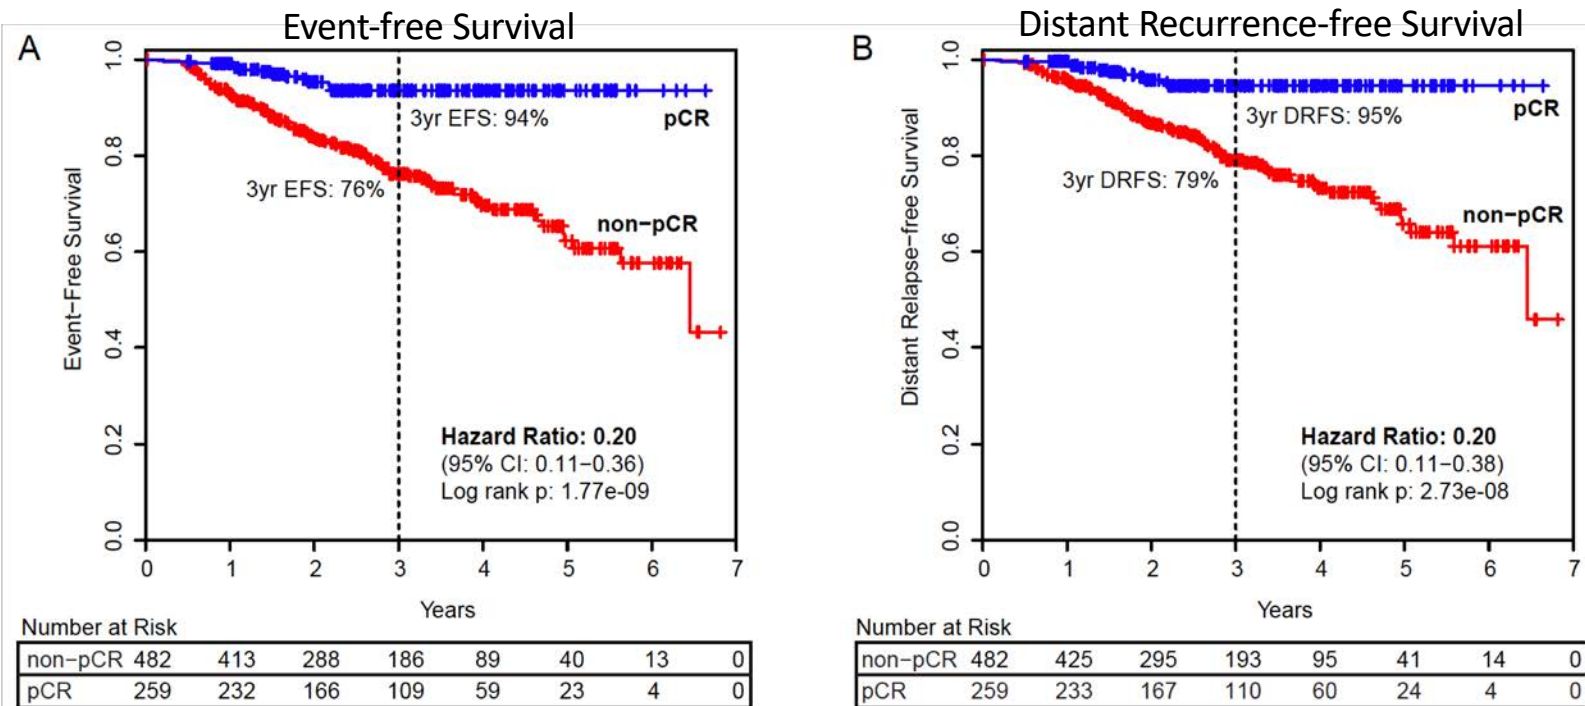 Event-free Survival
A
1.0
0.8
0.6
0.4
0.2
0.0
Event−Free Survival
3yr EFS: 94%
pCR
3yr EFS: 76%
non−pCR
Hazard Ratio: 0.20
(95% CI: 0.11−0.36)
Log rank p: 1.77e-09
0 1 2 3 4 5 6 7
Years
Number at Risk
non−pCR 482 413 288 186 89 40 13 0
pCR 259 232 166 109 59 23 4 0
Distant Recurrence-free Survival
B
1.0
0.8
0.6
0.4
0.2
0.0
Distant Relapse−free Survival
3yr DRFS: 95%
pCR
3yr DRFS: 79%
non−pCR
Hazard Ratio: 0.20
(95% CI: 0.11−0.38)
Log rank p: 2.73e-08
0 1 2 3 4 5 6 7
Years
Number at Risk
non−pCR 482 425 295 193 95 41 14 0
pCR 259 233 167 110 60 24 4 0